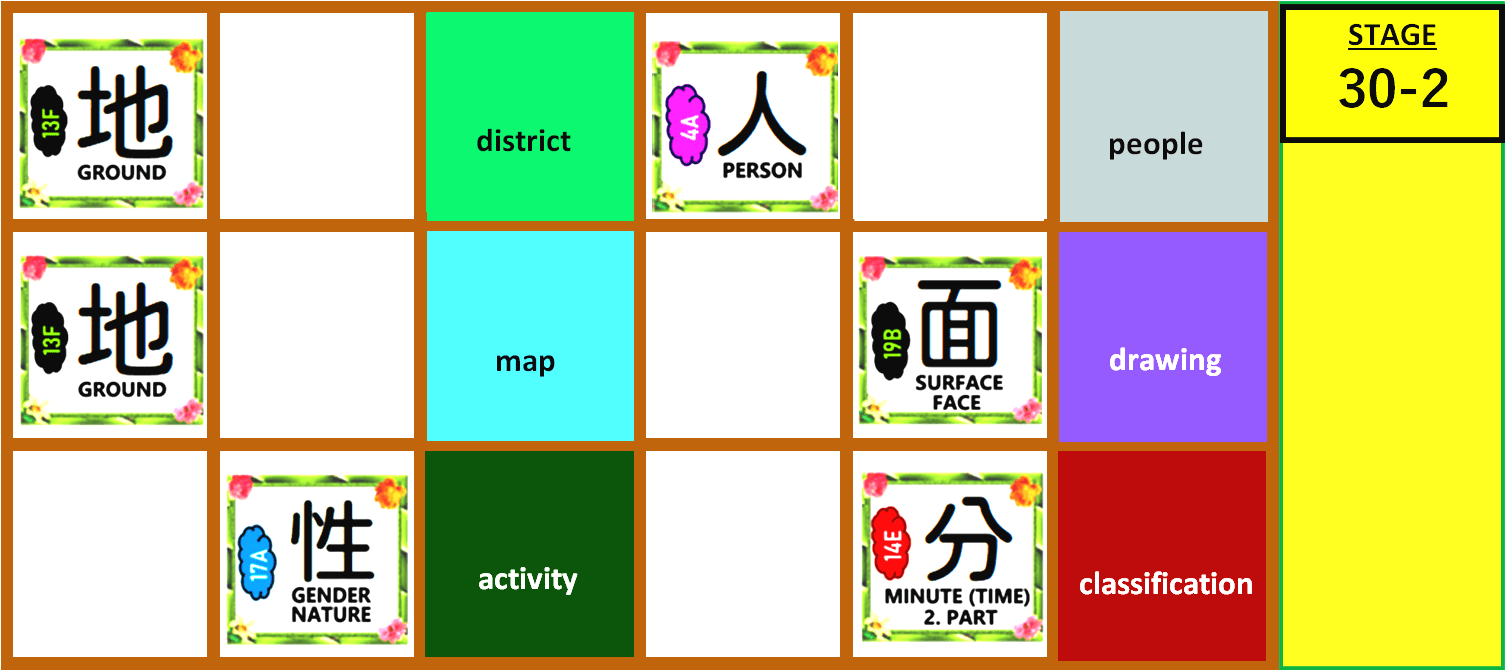 13F
地
GROUND
district
4A
人
PERSON
people
STAGE
30-2
13F
地
GROUND
map
19B
面
SURFACE
FACE
drawing
17A
性
GENDER
NATURE
activity
14E
分
MINUTE (TIME)
2. PART
classification